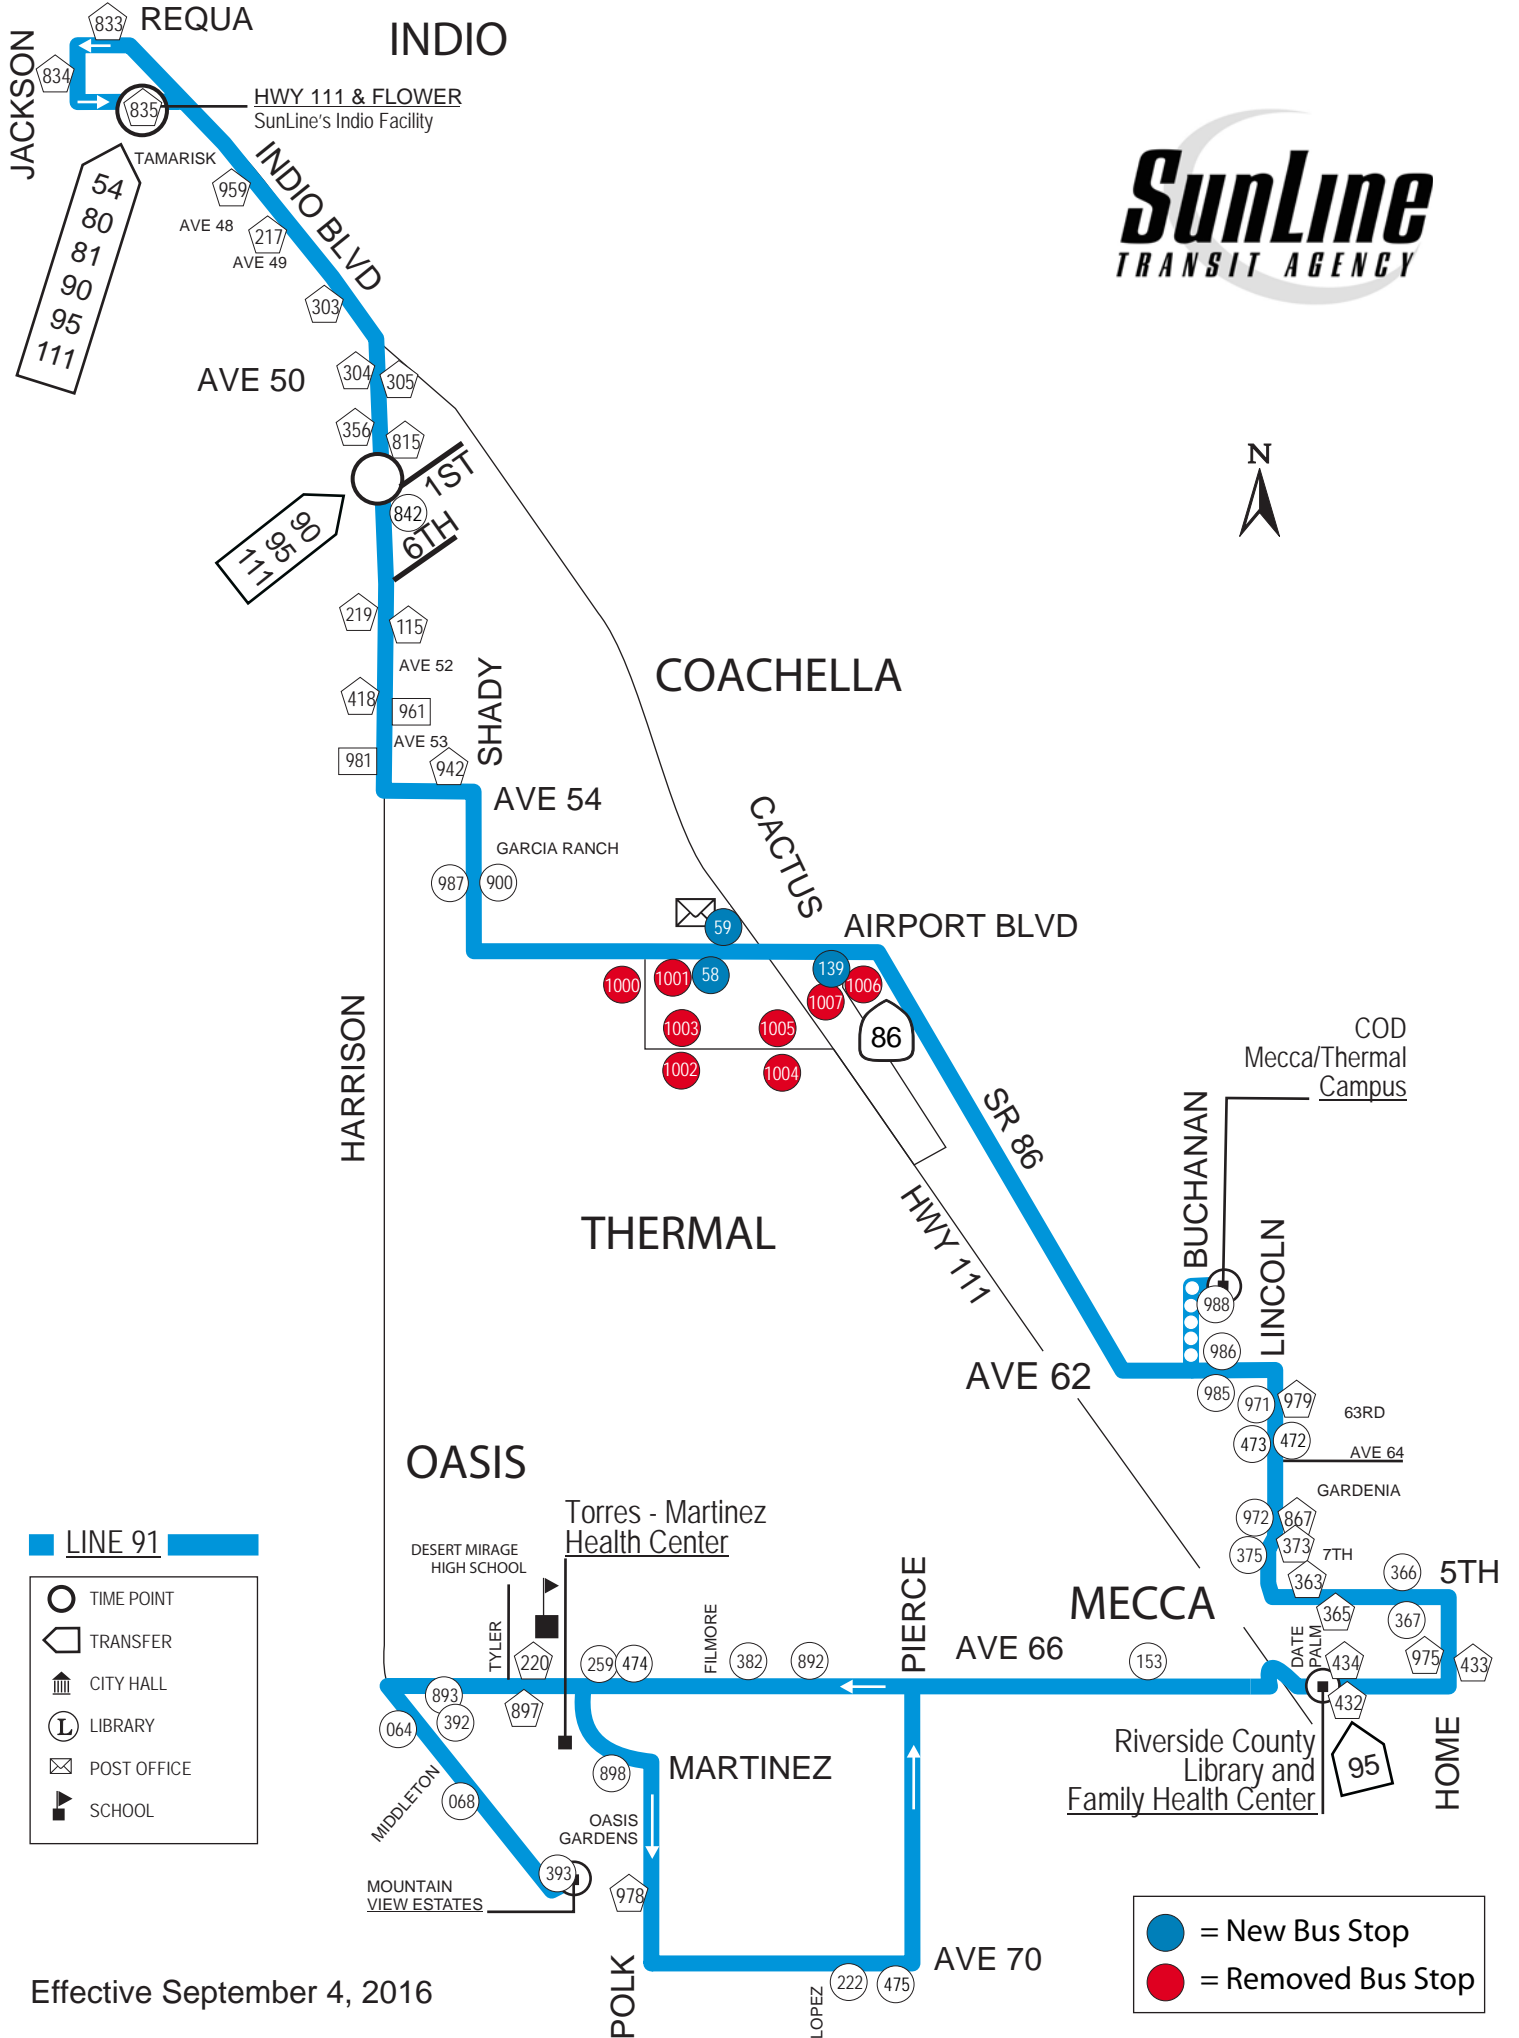 833
REQUA
INDIO
JACKSON
834
835
HWY 111 & FLOWER
SunLine's Indio Facility
TAMARISK
54
80
81
90
95
111
959
INDIO BLVD
AVE 48
217
AVE 49
303
SunLine
TRANSIT AGENCY
AVE 50
304
305
356
815
1ST
842
6TH
90
95
111
N
219
115
AVE 52
418
961
AVE 53
981
942
SHADY
COACHELLA
AVE 54
GARCIA RANCH
987
900
CACTUS
59
AIRPORT BLVD
1000
1001
58
139
1006
1007
1003
1005
86
1002
1004
HARRISON
SR 86
COD
Mecca/Thermal
Campus
BUCHANAN
THERMAL
HWY 111
LINCOLN
988
986
AVE 62
985
971
979
63RD
473
472
AVE 64
GARDENIA
OASIS
972
867
373
375
7TH
363
366
5TH
365
367
LINE 91
TIME POINT
TRANSFER
CITY HALL
L
LIBRARY
POST OFFICE
SCHOOL
Torres - Martinez
Health Center
DESERT MIRAGE
HIGH SCHOOL
TYLER
220
259
474
FILMORE
382
892
PIERCE
MECCA
AVE 66
153
DATE
PALM
434
975
433
432
893
392
897
064
898
MARTINEZ
MIDDLETON
068
OASIS
GARDENS
393
MOUNTAIN
VIEW ESTATES
978
Riverside County
Library and
Family Health Center
95
HOME
POLK
LOPEZ
222
475
AVE 70
= New Bus Stop
= Removed Bus Stop
Effective September 4, 2016